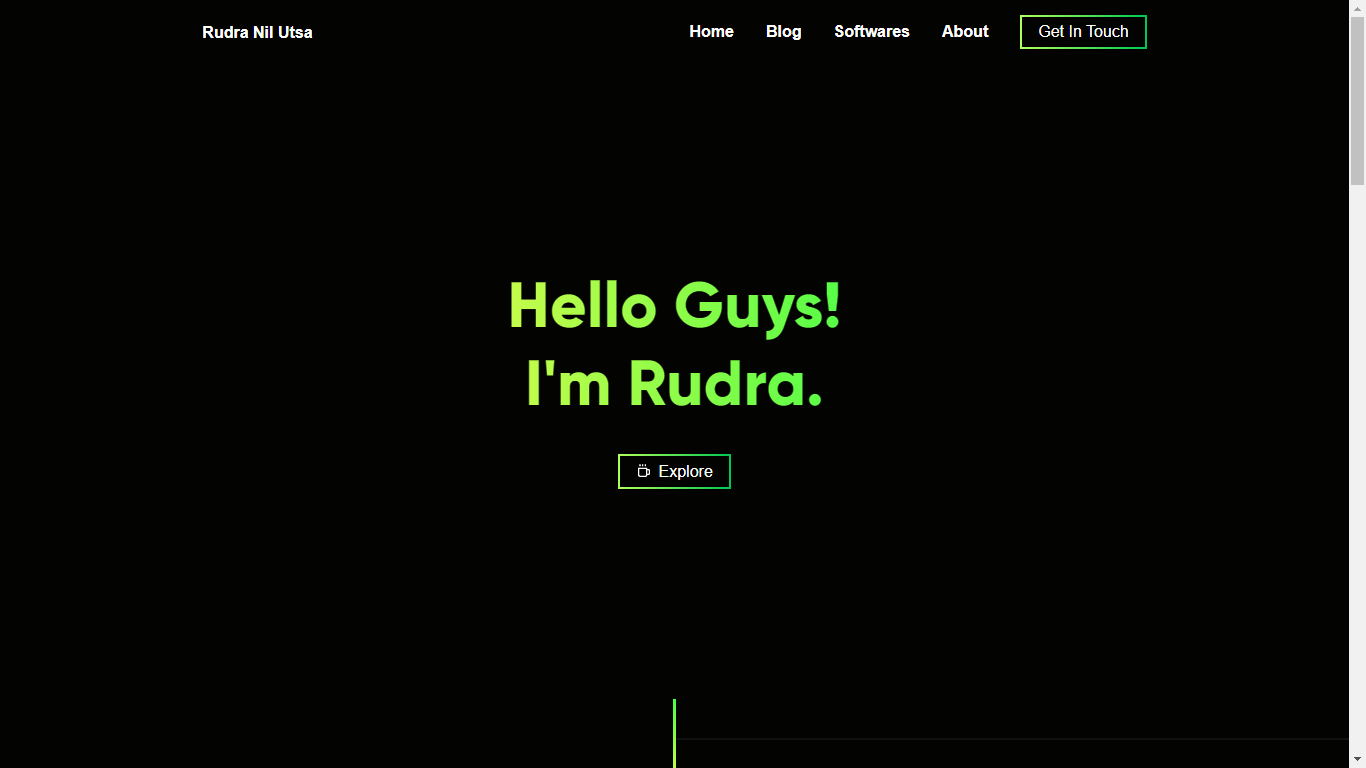 Rudra Nil Utsa
Home Blog Softwares About Get In Touch
Hello Guys!
I'm Rudra.
Explore